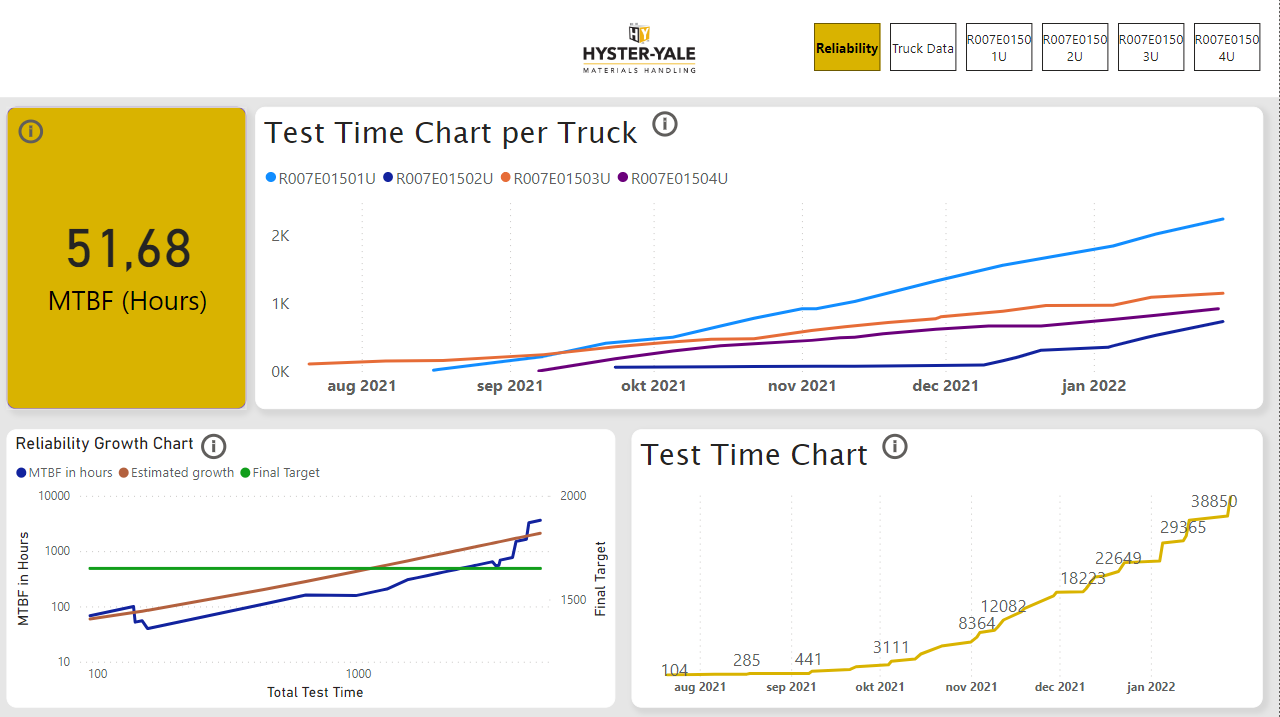 HY
HYSTER-YALE
MATERIALS HANDLING
Reliability
Truck Data
R007E0150
1U
R007E0150
2U
R007E0150
3U
R007E0150
4U
51,68
MTBF (Hours)
Test Time Chart per Truck
R007E01501U R007E01502U R007E01503U R007E01504U
2K
1K
0K
aug 2021 sep 2021 okt 2021 nov 2021 dec 2021 jan 2022
Reliability Growth Chart
MTBF in hours Estimated growth Final Target
MTBF in Hours
10000
1000
100
10
2000
1500
Final Target
100 1000
Total Test Time
Test Time Chart
104 285 441 3111 8364 12082 18223 22649 29365 38850
aug 2021 sep 2021 okt 2021 nov 2021 dec 2021 jan 2022